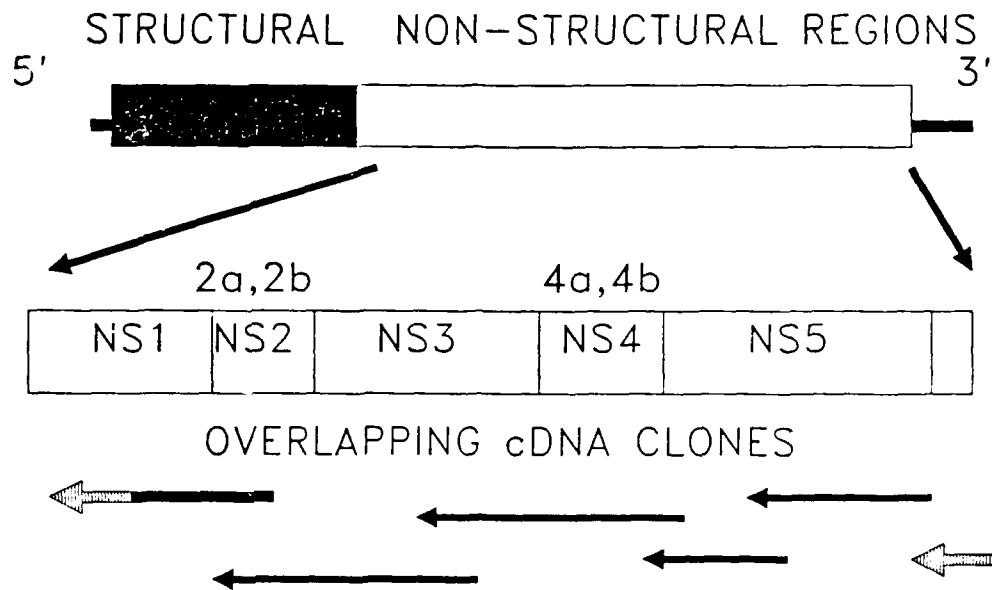 STRUCTURAL NON-STRUCTURAL REGIONS
5' 3'
2a,2b 4a,4b
NS1 NS2 NS3 NS4 NS5
OVERLAPPING cDNA CLONES